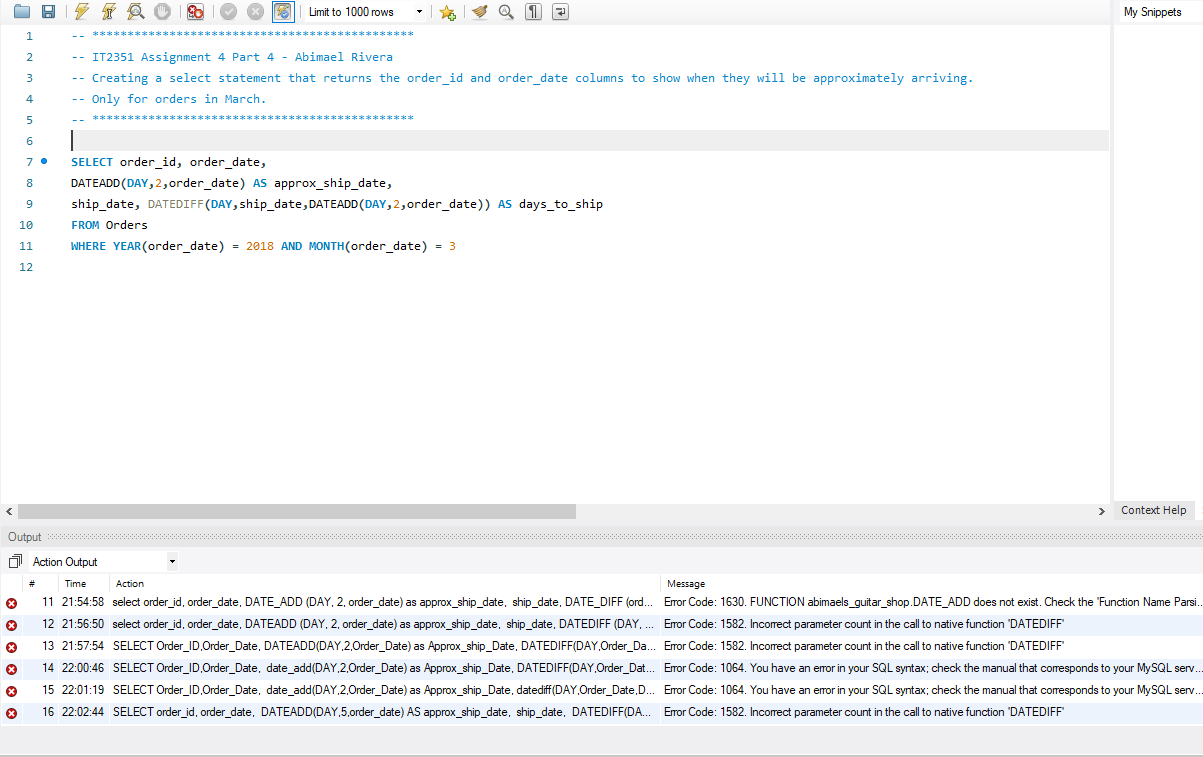 Limit to 1000 rows
My Snippets
1 -- **********************************************
2 -- IT2351 Assignment 4 Part 4 - Abimael Rivera
3 -- Creating a select statement that returns the order_id and order_date columns to show when they will be approximately arriving.
4 -- Only for orders in March.
5 -- **********************************************
6
7 SELECT order_id, order_date,
8 DATEADD(DAY,2,order_date) AS approx_ship_date,
9 ship_date, DATEDIFF(DAY,ship_date,DATEADD(DAY,2,order_date)) AS days_to_ship
10 FROM Orders
11 WHERE YEAR(order_date) = 2018 AND MONTH(order_date) = 3
12
Context Help
Output
Action Output
# Time Action Message
11 21:54:58 select order_id, order_date, DATE_ADD (DAY, 2, order_date) as approx_ship_date, ship_date, DATE_DIFF (ord... Error Code: 1630. FUNCTION abimaels_guitar_shop.DATE_ADD does not exist. Check the 'Function Name Parsi...
12 21:56:50 select order_id, order_date, DATEADD (DAY, 2, order_date) as approx_ship_date, ship_date, DATEDIFF (DAY, ... Error Code: 1582. Incorrect parameter count in the call to native function 'DATEDIFF'
13 21:57:54 SELECT Order_ID,Order_Date, DATEADD(DAY,2,Order_Date) as Approx_Ship_Date, DATEDIFF(DAY,Order_Da... Error Code: 1582. Incorrect parameter count in the call to native function 'DATEDIFF'
14 22:00:46 SELECT Order_ID,Order_Date, date_add(DAY,2,Order_Date) as Approx_Ship_Date, DATEDIFF(DAY,Order_Dat... Error Code: 1064. You have an error in your SQL syntax; check the manual that corresponds to your MySQL serv...
15 22:01:19 SELECT Order_ID,Order_Date, date_add(DAY,2,Order_Date) as Approx_Ship_Date, datediff(DAY,Order_Date,D... Error Code: 1064. You have an error in your SQL syntax; check the manual that corresponds to your MySQL serv...
16 22:02:44 SELECT order_id, order_date, DATEADD(DAY,5,order_date) AS approx_ship_date, ship_date, DATEDIFF(DA... Error Code: 1582. Incorrect parameter count in the call to native function 'DATEDIFF'